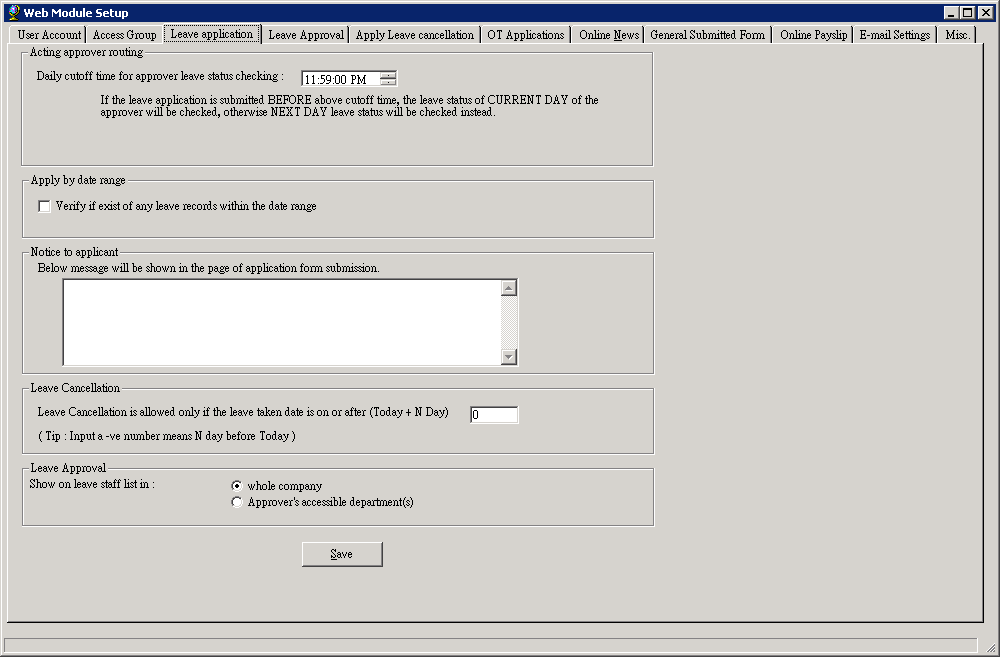 Web Module Setup
User Account Access Group Leave application Leave Approval Apply Leave cancellation OT Applications Online News General Submitted Form Online Payslip E-mail Settings Misc.
Acting approver routing
Daily cutoff time for approver leave status checking :
11:59:00 PM
If the leave application is submitted BEFORE above cutoff time, the leave status of CURRENT DAY of the
approver will be checked, otherwise NEXT DAY leave status will be checked instead.
Apply by date range
Verify if exist of any leave records within the date range
Notice to applicant
Below message will be shown in the page of application form submission.
Leave Cancellation
Leave Cancellation is allowed only if the leave taken date is on or after (Today + N Day)
0
( Tip : Input a -ve number means N day before Today )
Leave Approval
Show on leave staff list in :
whole company
Approver's accessible department(s)
Save